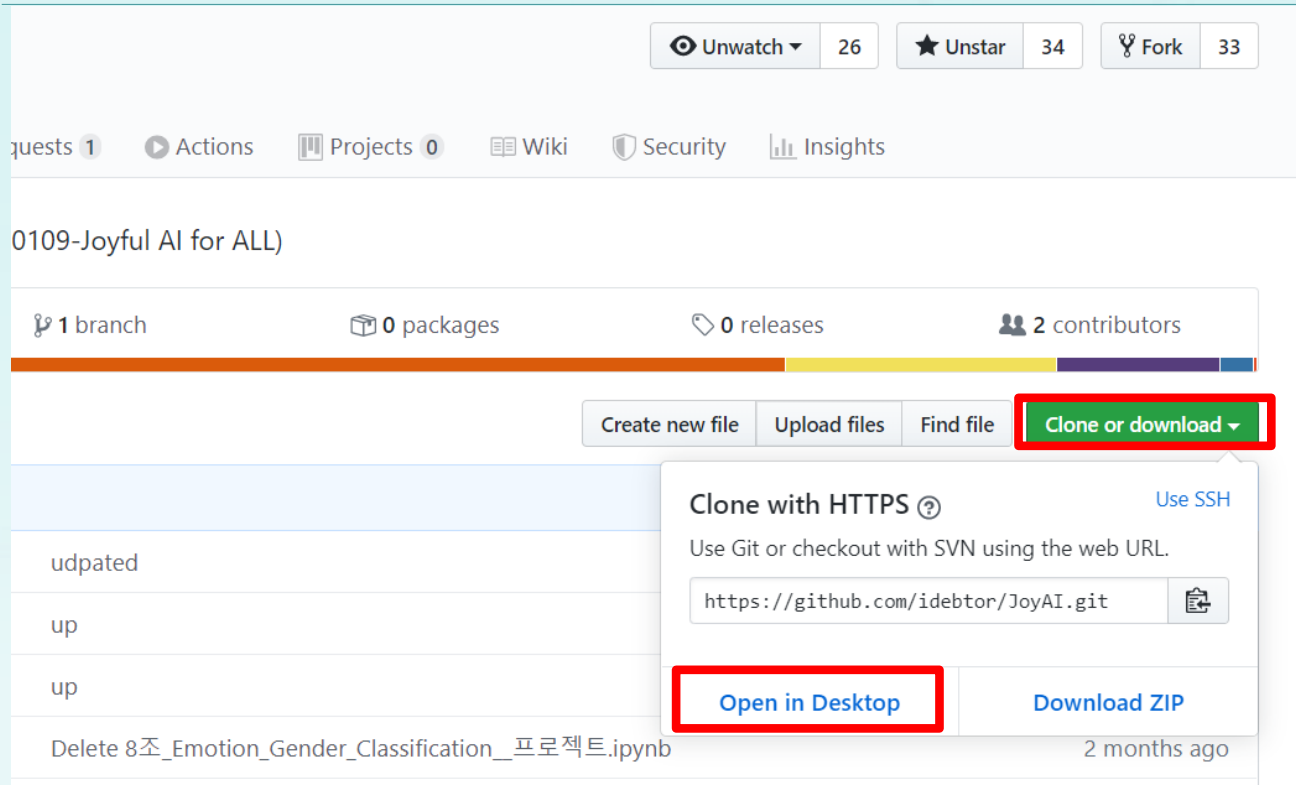 Unwatch 26 Unstar 34 Fork 33
quests 1 Actions Projects 0 Wiki Security Insights
0109-Joyful AI for ALL)
1 branch 0 packages 0 releases 2 contributors
Create new file Upload files Find file Clone or download
Clone with HTTPS Use SSH
Use Git or checkout with SVN using the web URL.
https://github.com/idebtor/JoyAI.git
Open in Desktop Download ZIP
udpated
up
up
Delete 8조_Emotion_Gender_Classification__프로젝트.ipynb 2 months ago